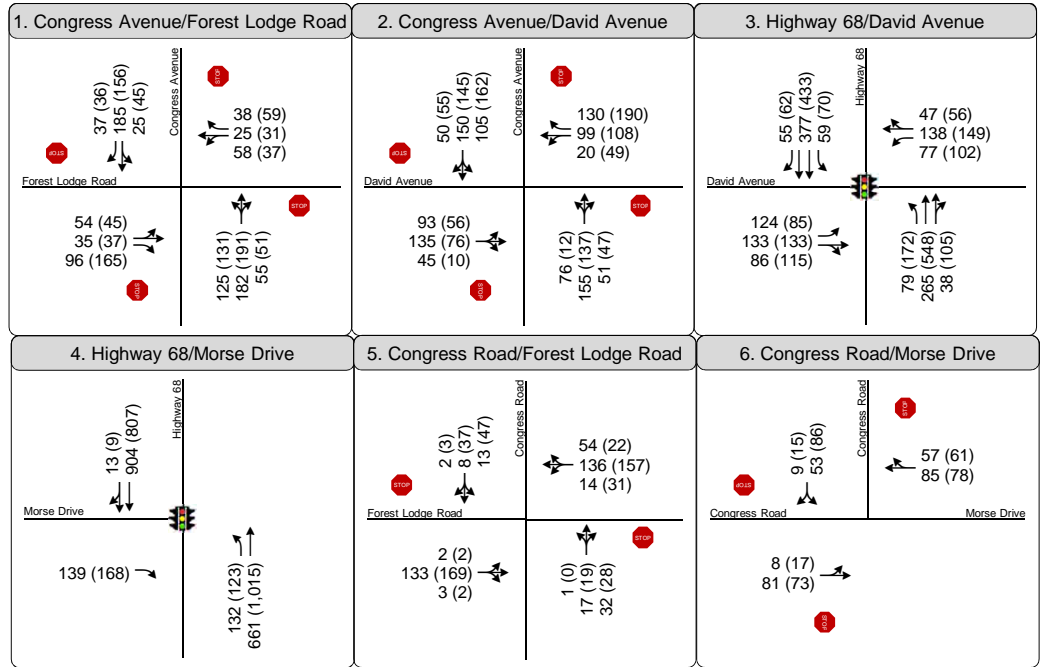 1. Congress Avenue/Forest Lodge Road
37 (36)
185 (156)
25 (45)
Congress Avenue
STOP
38 (59)
25 (31)
58 (37)
STOP
Forest Lodge Road
STOP
54 (45)
35 (37)
96 (165)
125 (131)
182 (191)
55 (51)
STOP
2. Congress Avenue/David Avenue
50 (55)
150 (145)
105 (162)
Congress Avenue
STOP
130 (190)
99 (108)
20 (49)
STOP
David Avenue
STOP
93 (56)
135 (76)
45 (10)
76 (12)
155 (137)
51 (47)
STOP
3. Highway 68/David Avenue
55 (62)
377 (433)
59 (70)
Highway 68
47 (56)
138 (149)
77 (102)
David Avenue
124 (85)
133 (133)
86 (115)
79 (172)
265 (548)
38 (105)
4. Highway 68/Morse Drive
13 (9)
904 (807)
Highway 68
Morse Drive
139 (168)
132 (123)
661 (1,015)
5. Congress Road/Forest Lodge Road
2 (3)
8 (37)
13 (47)
Congress Road
54 (22)
136 (157)
14 (31)
STOP
Forest Lodge Road
STOP
2 (2)
133 (169)
3 (2)
1 (0)
17 (19)
32 (28)
6. Congress Road/Morse Drive
9 (15)
53 (86)
Congress Road
STOP
57 (61)
85 (78)
STOP
Congress Road
Morse Drive
8 (17)
81 (73)
STOP